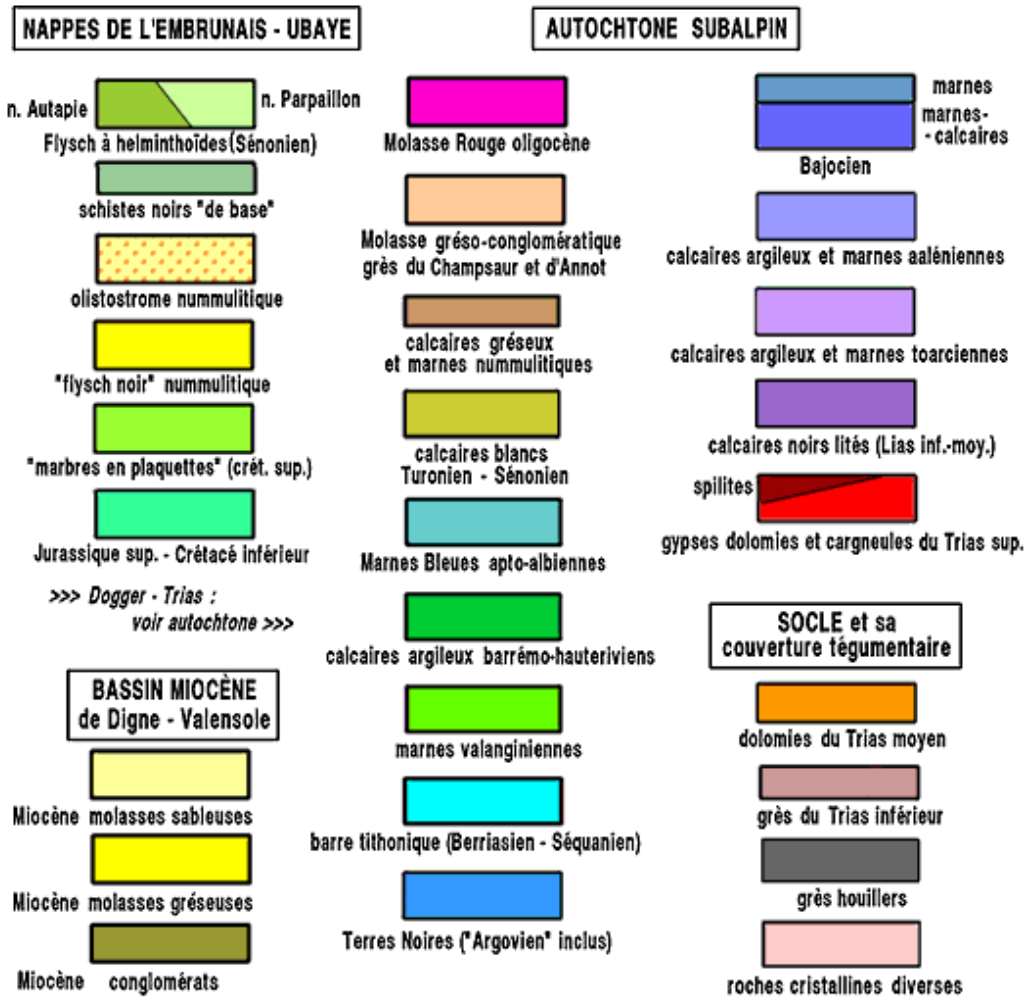 NAPPES DE L'EMBRUNAIS - UBAYE
n. Autapie
n. Parpaillon
Flysch à helminthoïdes (Sénonien)
schistes noirs "de base"
olistostrome nummulitique
"flysch noir" nummulitique
"marbres en plaquettes" (crét. sup.)
Jurassique sup. - Crétacé inférieur
>>> Dogger - Trias :
voir autochtone >>>
BASSIN MIOCÈNE
de Digne - Valensole
Miocène molasses sableuses
Miocène molasses gréseuses
Miocène conglomérats
AUTOCHTONE SUBALPIN
Molasse Rouge oligocène
Molasse gréso-conglomératique
grès du Champsaur et d'Annot
calcaires gréseux
et marnes nummulitiques
calcaires blancs
Turonien - Sénonien
Marnes Bleues apto-albiennes
calcaires argileux barrémo-hauteriviens
marnes valanginiennes
barre tithonique (Berriasien - Séquanien)
Terres Noires ("Argovien" inclus)
marnes
marnes-
-calcaires
Bajocien
calcaires argileux et marnes aaléniennes
calcaires argileux et marnes toarciennes
calcaires noirs lités (Lias inf.-moy.)
spilites
gypses dolomies et cargneules du Trias sup.
SOCLE et sa
couverture tégumentaire
dolomies du Trias moyen
grès du Trias inférieur
grès houillers
roches cristallines diverses